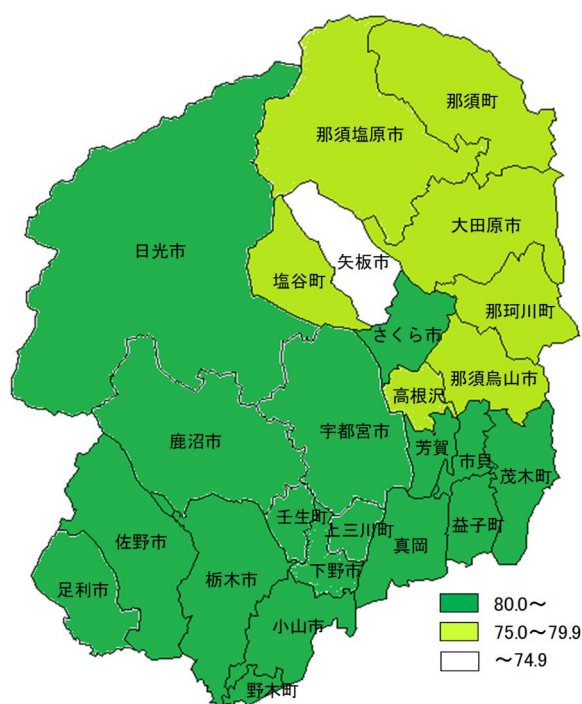 那須町
那須塩原市
大田原市
日光市
矢板市
塩谷町
那珂川町
さくら市
那須烏山市
高根沢
宇都宮市
鹿沼市
芳賀
市貝
茂木町
壬生町
上三川町
益子町
真岡
佐野市
下野市
栃木市
足利市
小山市
野木町
80.0～
75.0～79.9
～74.9